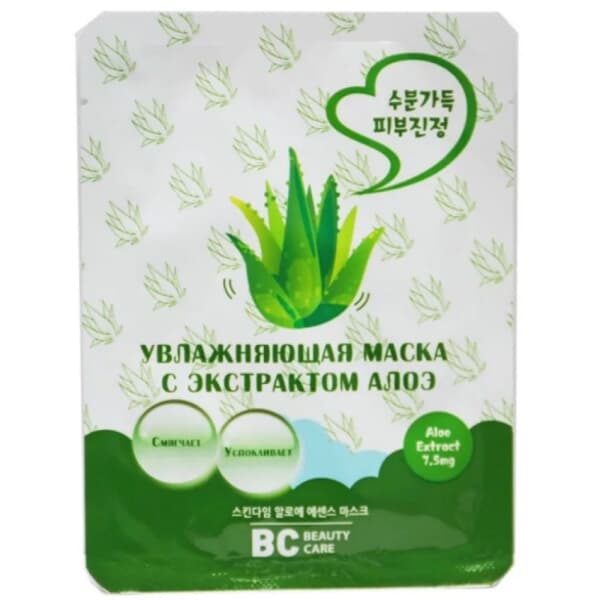 수분가득
피부진정
УВЛАЖНЯЮЩАЯ МАСКА
С ЭКСТРАКТОМ АЛОЭ
Смягчает
Успокаивает
Aloe
Extract
7.5mg
스킨다임 알로에 에센스 마스크
BC BEAUTY
CARE